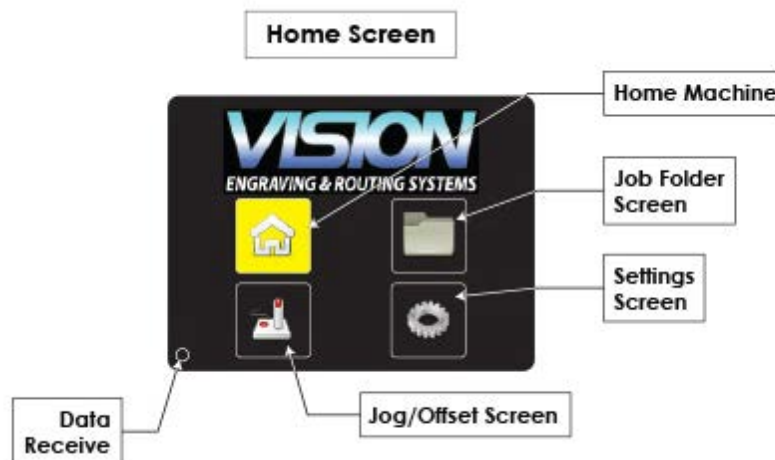 Home Screen
Home Machine
VISION
ENGRAVING & ROUTING SYSTEMS
Job Folder
Screen
Settings
Screen
Data
Receive
Jog/Offset Screen